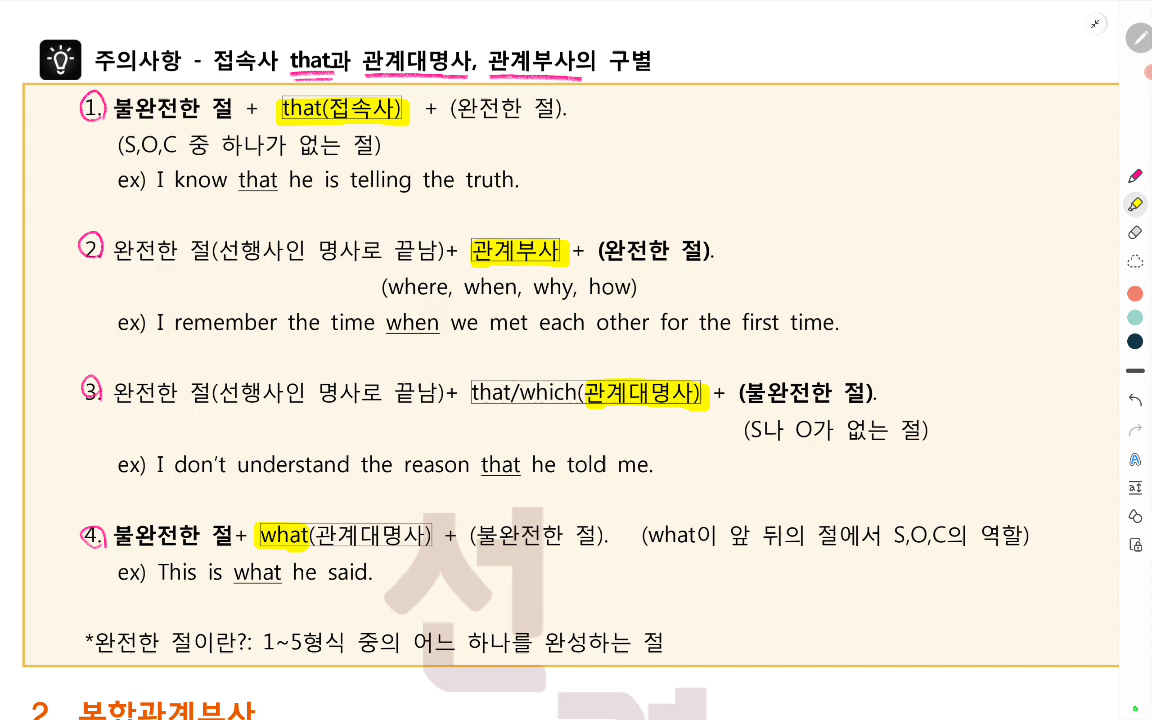 주의사항 - 접속사 that과 관계대명사, 관계부사의 구별
1. 불완전한 절 + that(접속사) + (완전한 절).
(S,O,C 중 하나가 없는 절)
ex) I know that he is telling the truth.
2. 완전한 절(선행사인 명사로 끝남)+ 관계부사 + (완전한 절).
(where, when, why, how)
ex) I remember the time when we met each other for the first time.
3. 완전한 절(선행사인 명사로 끝남)+ that/which(관계대명사) + (불완전한 절).
(S나 O가 없는 절)
ex) I don't understand the reason that he told me.
4. 불완전한 절+ what(관계대명사) + (불완전한 절). (what이 앞 뒤의 절에서 S,O,C의 역할)
ex) This is what he said.
*완전한 절이란?: 1~5형식 중의 어느 하나를 완성하는 절
2. 복합관계부사